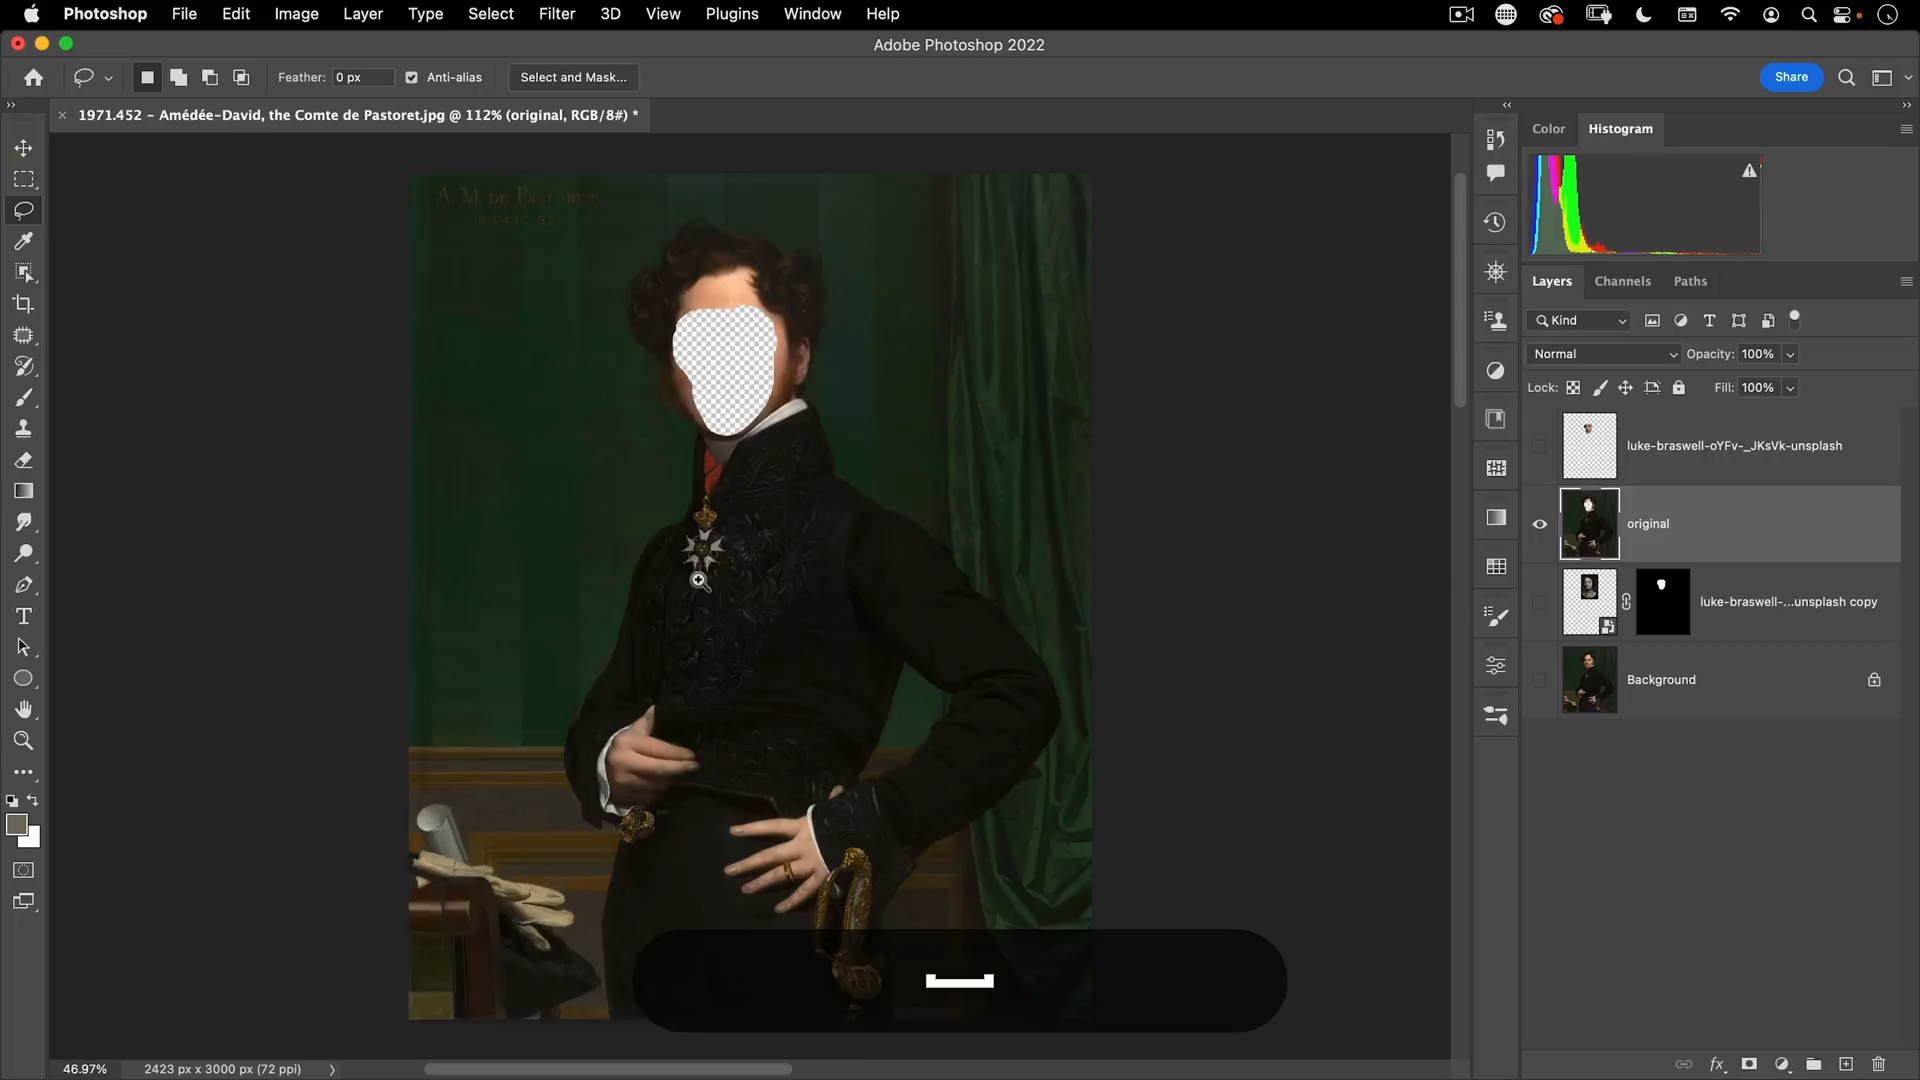 Photoshop File Edit Image Layer Type Select Filter 3D View Plugins Window Help
Adobe Photoshop 2022
Feather: 0 px Anti-alias Select and Mask... Share
1971.452 – Amédée-David, the Comte de Pastoret.jpg @ 112% (original, RGB/8#) *
Color Histogram
A. M. DE PASTORET
Layers Channels Paths
Kind
Normal Opacity: 100%
Lock: Fill: 100%
luke-braswell-oYFv-_JKsVk-unsplash
original
luke-braswell-...unsplash copy
Background
46.97% 2423 px x 3000 px (72 ppi)